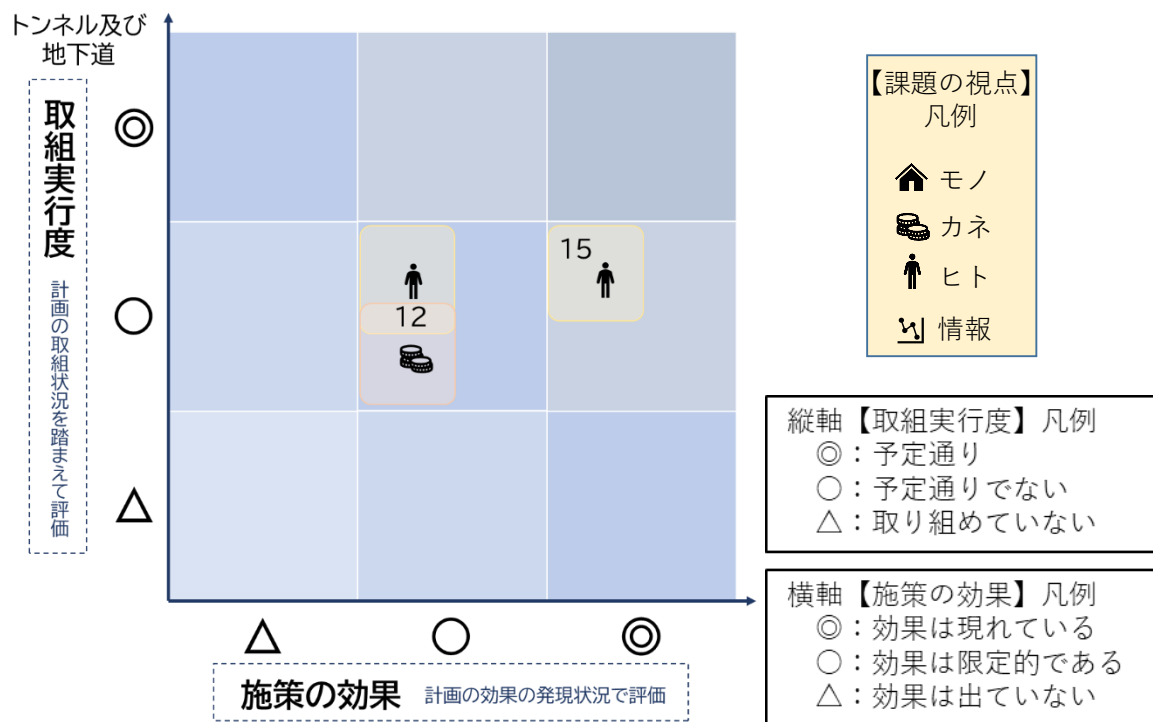 トンネル及び
地下道
取組実行度
計画の取組状況を踏まえて評価
◎
○
△
12
15
△
○
◎
施策の効果 計画の効果の発現状況で評価
【課題の視点】
凡例
モノ
カネ
ヒト
情報
縦軸【取組実行度】凡例
◎：予定通り
○：予定通りでない
△：取り組めていない
横軸【施策の効果】凡例
◎：効果は現れている
○：効果は限定的である
△：効果は出ていない